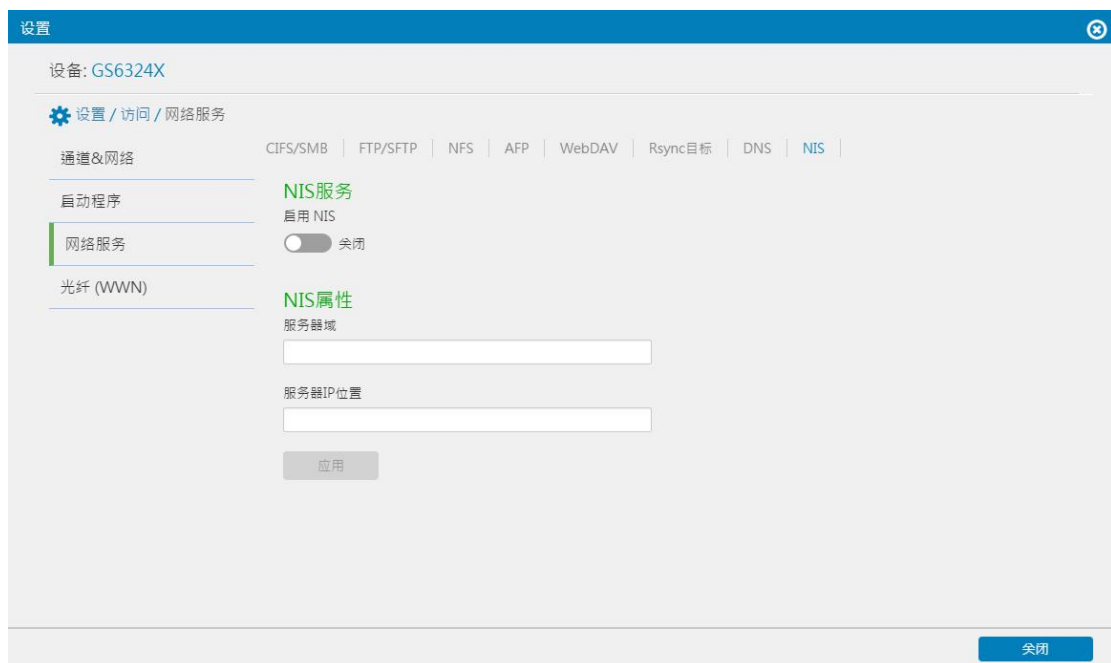 设置
设备: GS6324X
设置 / 访问 / 网络服务
通道&网络
启动程序
网络服务
光纤 (WWN)
CIFS/SMB | FTP/SFTP | NFS | AFP | WebDAV | Rsync目标 | DNS | NIS |
NIS服务
启用 NIS
关闭
NIS属性
服务器域
服务器IP位置
应用
关闭